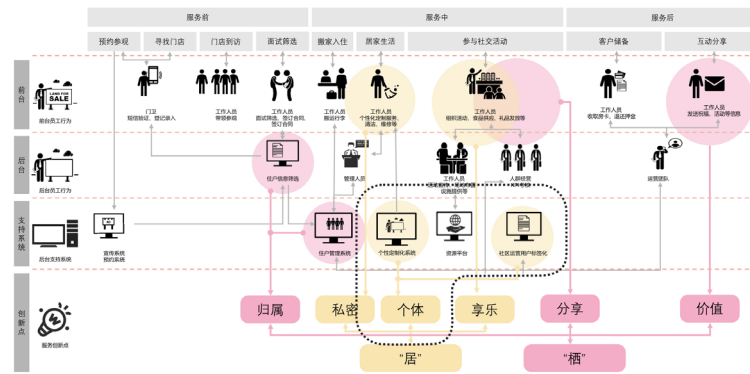 服务前
服务中
服务后
预约参观
寻找门店
门店到访
面试筛选
搬家入住
居家生活
参与社交活动
客户储备
互动分享
前台
LAND FOR
SALE
前台员工行为
门卫
短信验证、登记录入
工作人员
带领参观
工作人员
面试筛选、签订合同、
签订合同
工作人员
搬运行李
工作人员
个性化定制服务、
清洁、维修等
工作人员
组织活动、食品供应、礼品发放等
工作人员
收取房卡、退还押金
工作人员
发送祝福、活动等信息
后台
后台员工行为
住户信息筛选
管理人员
工作人员
运营提供等
人群经营
运营团队
支持系统
后台支持系统
宣传系统
预约系统
住户管理系统
个性定制化系统
资源平台
社区运营用户标签化
创新点
服务创新点
归属
私密
个体
享乐
分享
价值
“居”
“栖”